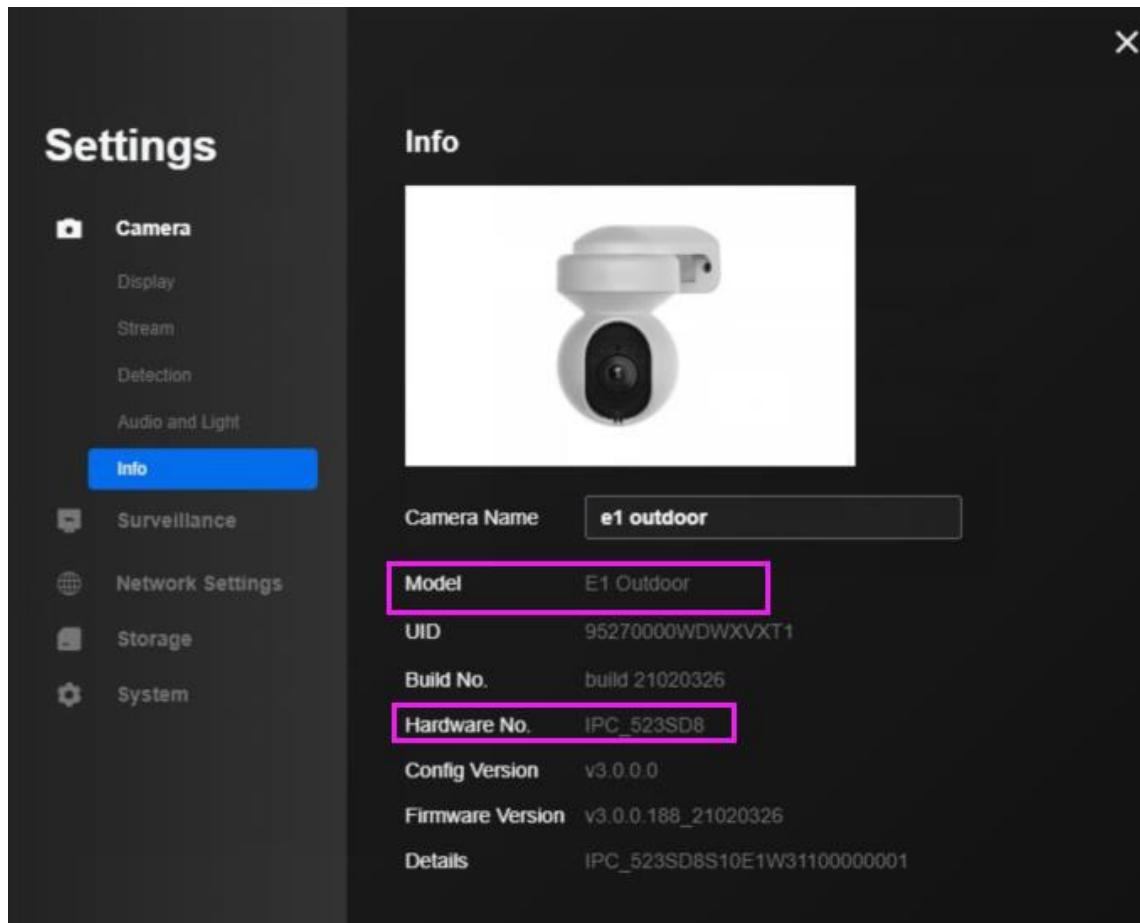 Settings
Camera
Display
Stream
Detection
Audio and Light
Info
Surveillance
Network Settings
Storage
System
Info
Camera Name e1 outdoor
Model E1 Outdoor
UID 95270000WDWXVXT1
Build No. build 21020326
Hardware No. IPC_523SD8
Config Version v3.0.0.0
Firmware Version v3.0.0.188_21020326
Details IPC_523SD8S10E1W31100000001